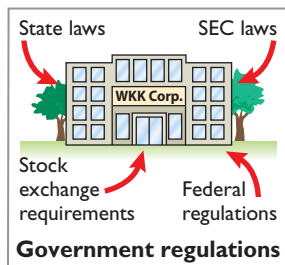 State laws
SEC laws
WKK Corp.
Stock
exchange
requirements
Federal
regulations
Government regulations